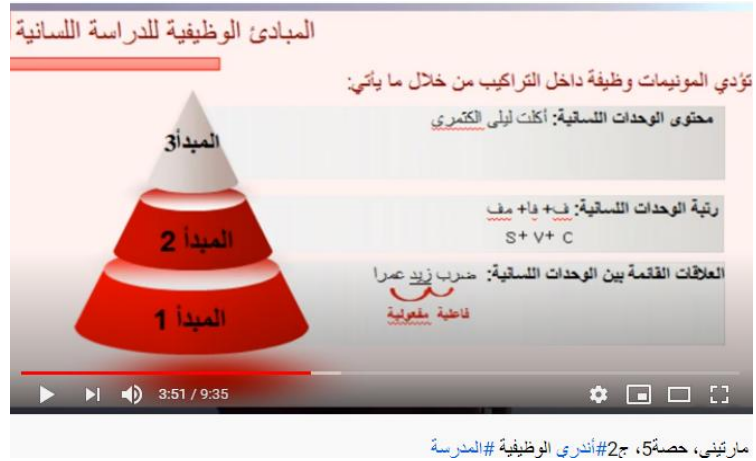 المبادئ الوظيفية للدراسة اللسانية
تؤدي المونيمات وظيفة داخل التراكيب من خلال ما يأتي:
محتوى الوحدات اللسانية: أكلت ليلى الكتمرى
المبدأ3
رتبة الوحدات اللسانية: ف+ فا+ مف
S+ V+ C
المبدأ 2
العلاقات القائمة بين الوحدات اللسانية: ضرب زيد عمرا
فاعلية مفعولية
المبدأ 1
3:51 / 9:35
مارتيني، حصة5، ج2#أندري الوظيفية #المدرسة